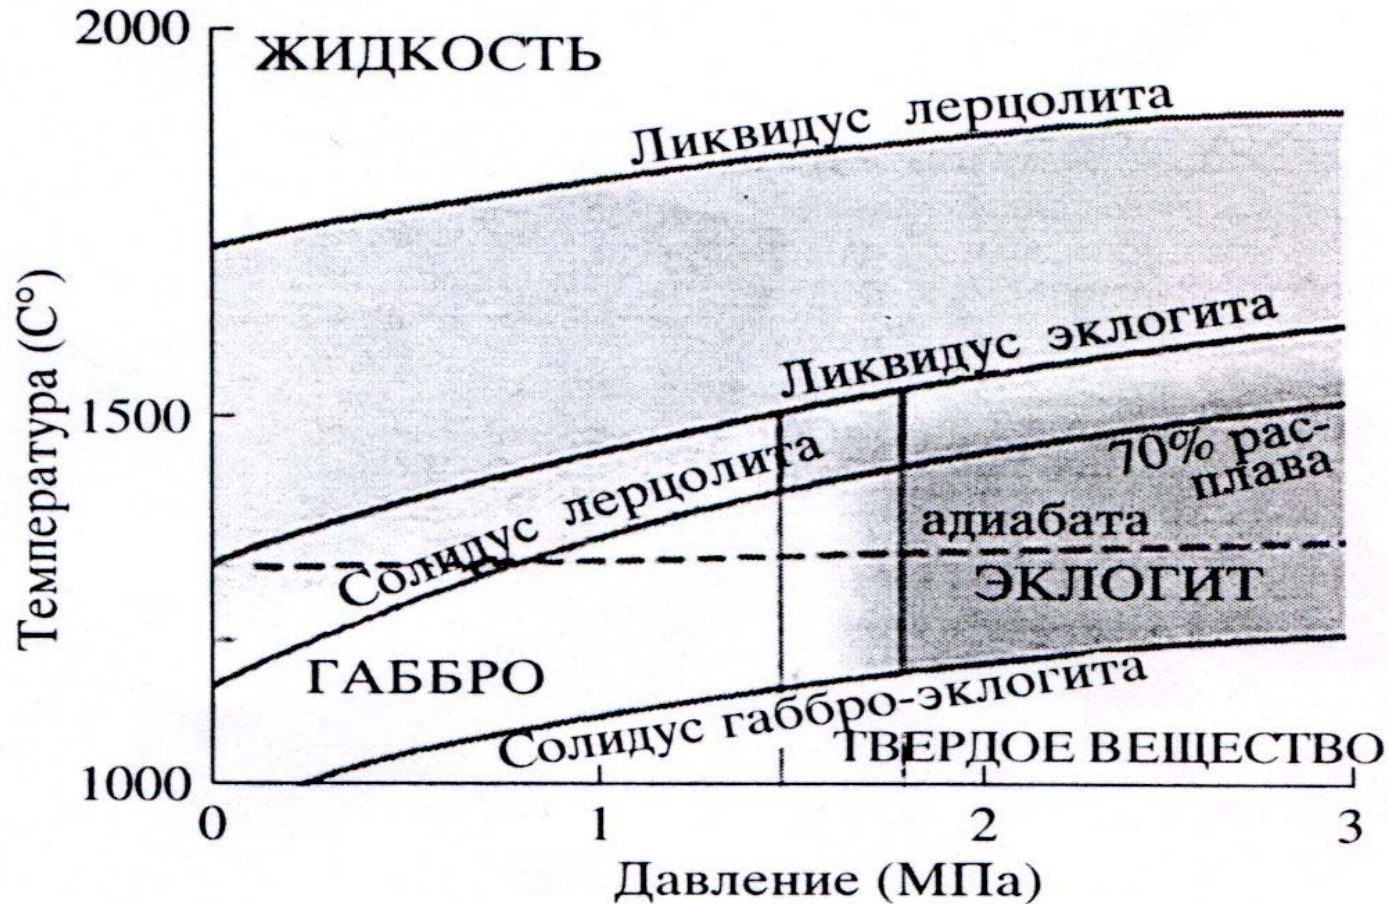 2000
ЖИДКОСТЬ
Ликвидус лерцолита
Ликвидус эклогита
1500
Солидус лерцолита
70% рас-
плава
адиабата
ЭКЛОГИТ
ГАББРО
Солидус габбро-эклогита
ТВЕРДОЕ ВЕЩЕСТВО
1000
0
1
2
3
Температура (C°)
Давление (МПа)